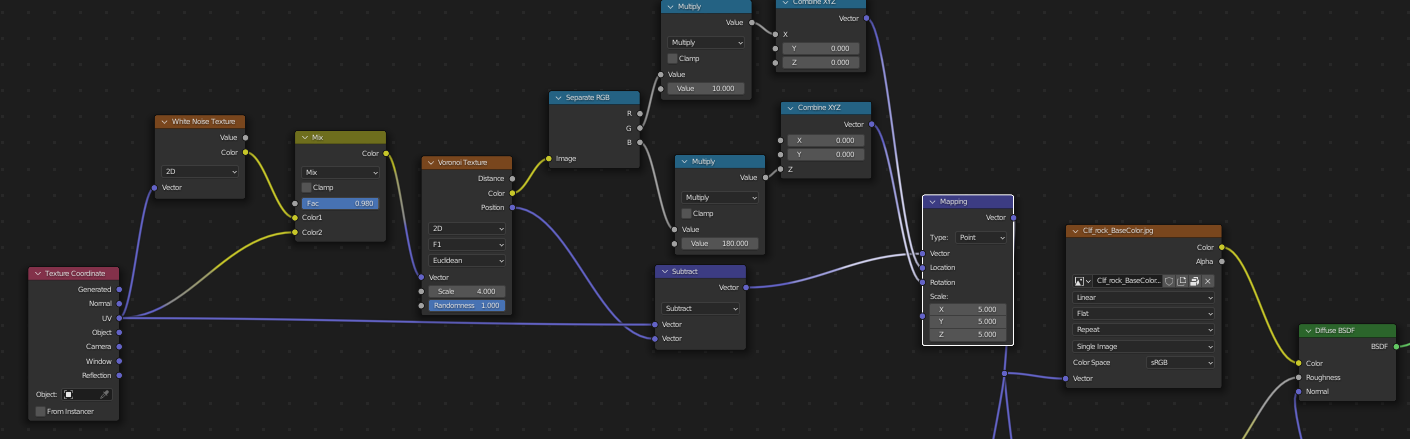 Multiply
Value
Multiply
Clamp
Value
Value 10.000
Combine XYZ
Vector
X
Y 0.000
Z 0.000
Separate RGB
R
G
B
Image
White Noise Texture
Value
Color
2D
Vector
Mix
Color
Mix
Clamp
Fac 0.980
Color1
Color2
Voronoi Texture
Distance
Color
Position
2D
F1
Euclidean
Vector
Scale 4.000
Randomness 1.000
Multiply
Value
Multiply
Clamp
Value
Value 180.000
Combine XYZ
Vector
X 0.000
Y 0.000
Z
Texture Coordinate
Generated
Normal
UV
Object
Camera
Window
Reflection
Object:
From Instancer
Subtract
Vector
Subtract
Vector
Vector
Mapping
Vector
Type: Point
Vector
Location
Rotation
Scale:
X 5.000
Y 5.000
Z 5.000
Clf_rock_BaseColor.jpg
Color
Alpha
Clf_rock_BaseColor...
Linear
Flat
Repeat
Single Image
Color Space sRGB
Vector
Diffuse BSDF
BSDF
Color
Roughness
Normal